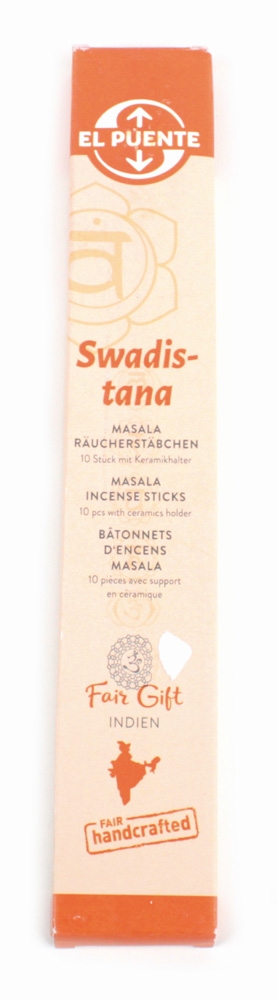 EL PUENTE
वं
Swadis-
tana
MASALA
RÄUCHERSTÄBCHEN
10 Stück mit Keramikhalter
MASALA
INCENSE STICKS
10 pcs with ceramics holder
BÂTONNETS
D'ENCENS
MASALA
10 pièces avec support
en céramique
ॐ
Fair Gift
INDIEN
FAIR
handcrafted